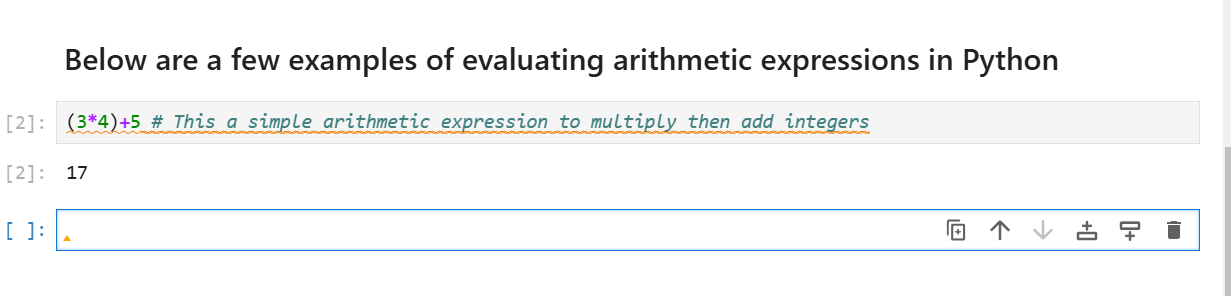 Below are a few examples of evaluating arithmetic expressions in Python
[2]: (3*4)+5 # This a simple arithmetic expression to multiply then add integers
[2]: 17
[ ]: